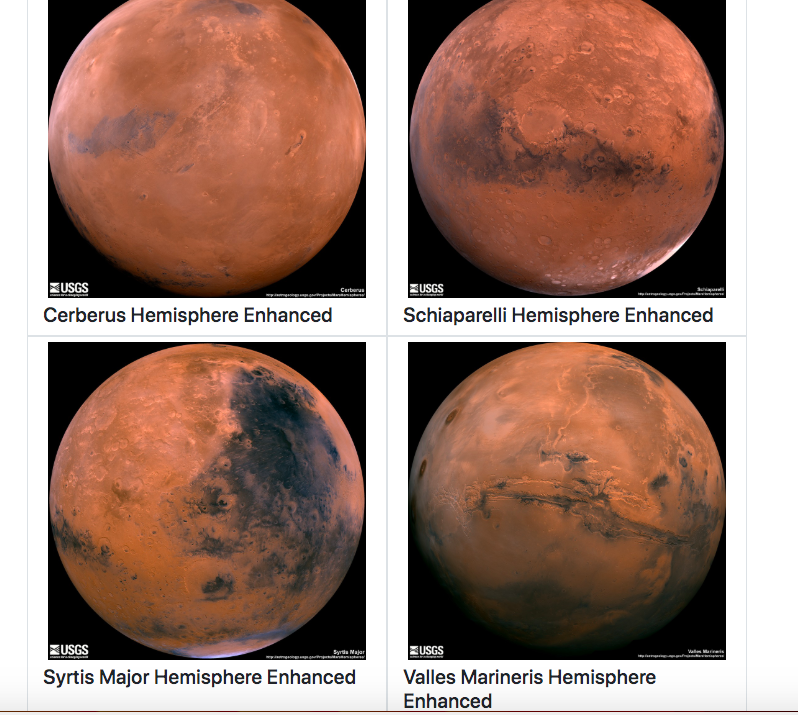 USGS
Cerberus
USGS
Schiaparelli
Cerberus Hemisphere Enhanced
Schiaparelli Hemisphere Enhanced
USGS
Syrtis Major
USGS
Valles Marineris
Syrtis Major Hemisphere Enhanced
Valles Marineris Hemisphere
Enhanced